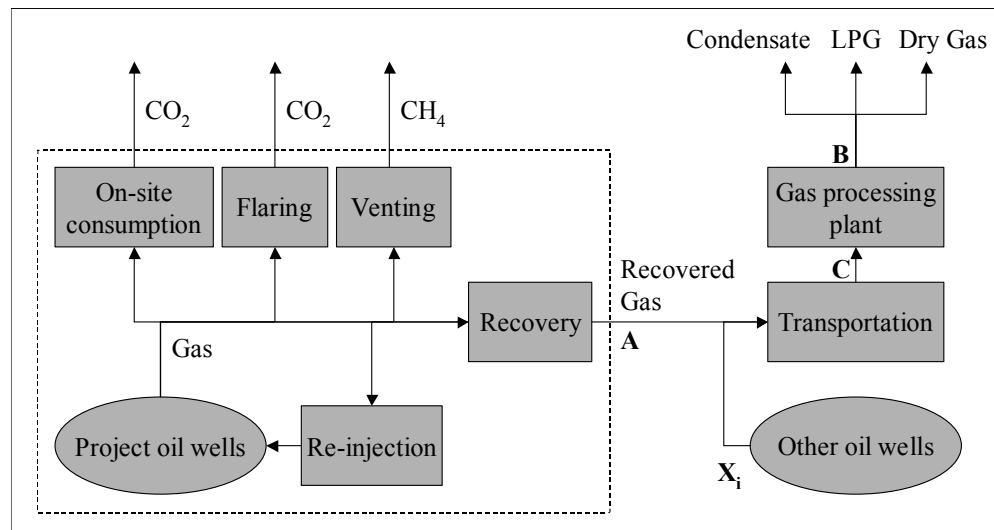 Condensate LPG Dry Gas
CO₂ CO₂ CH₄
On-site
consumption
Flaring
Venting
B
Gas processing
plant
C
Recovered
Gas
A
Recovery
Transportation
Gas
Project oil wells
Re-injection
Other oil wells
Xᵢ